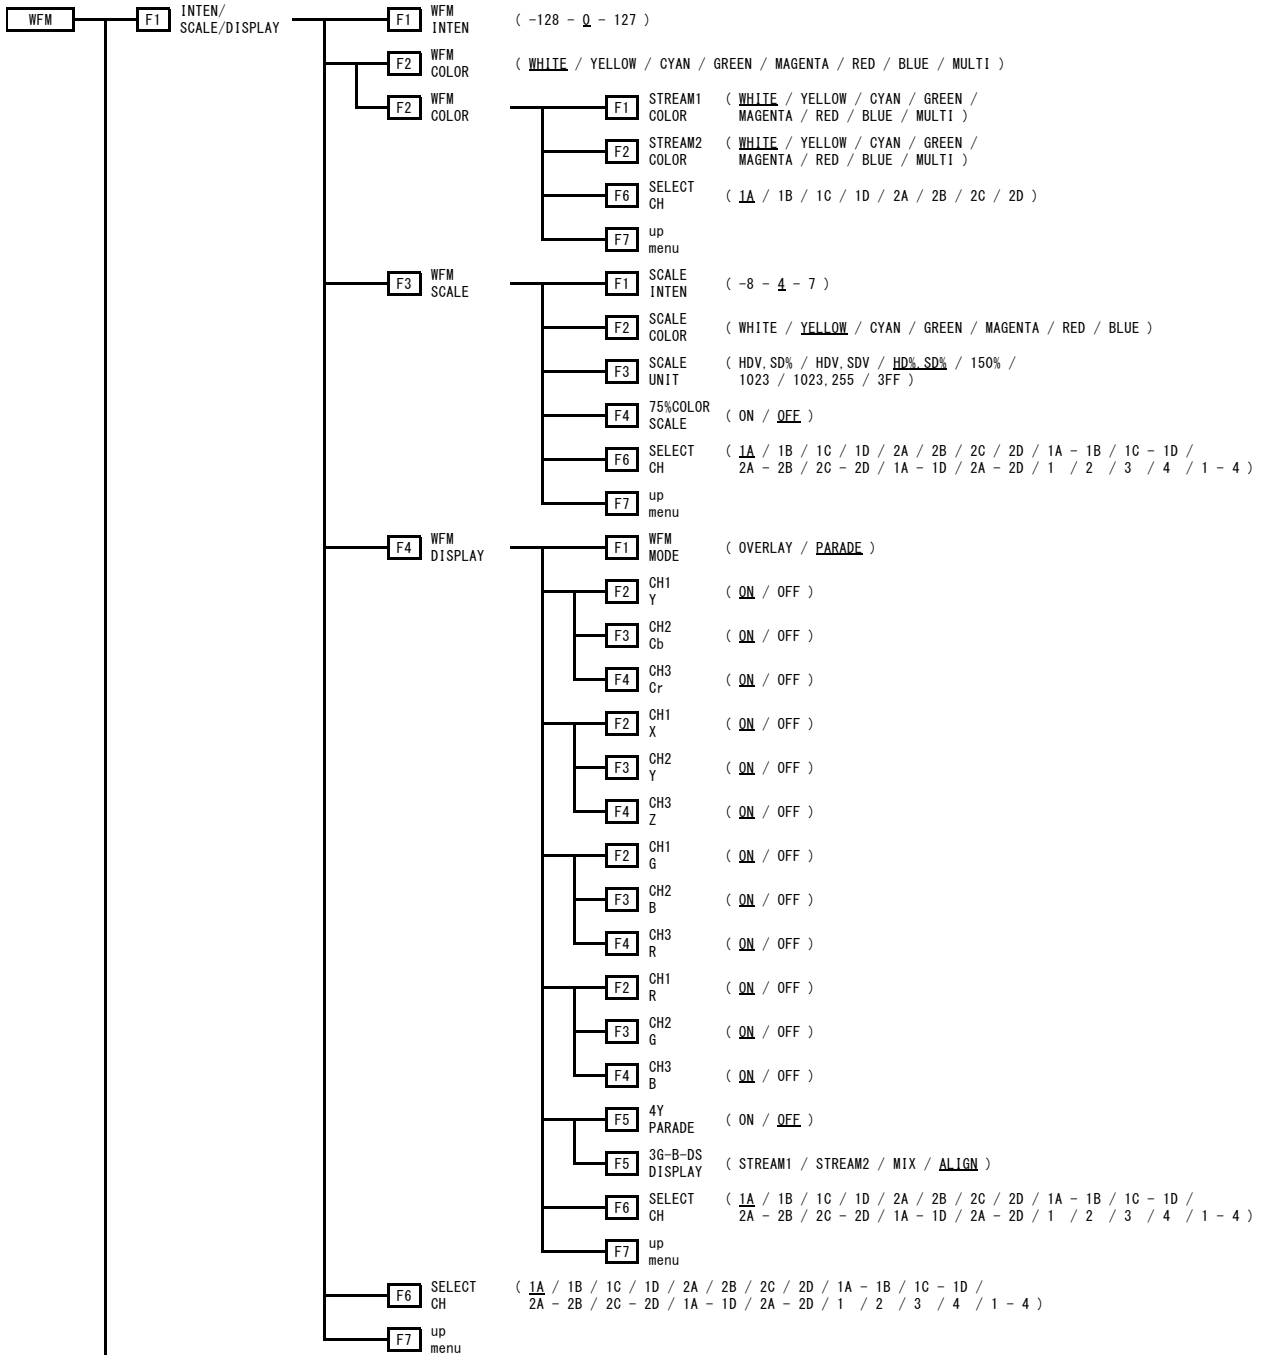 WFM F1 INTEN/ SCALE/DISPLAY F1 WFM INTEN ( -128 - 0 - 127 )
F2 WFM COLOR ( WHITE / YELLOW / CYAN / GREEN / MAGENTA / RED / BLUE / MULTI )
F2 WFM COLOR F1 STREAM1 COLOR ( WHITE / YELLOW / CYAN / GREEN /
MAGENTA / RED / BLUE / MULTI )
F2 STREAM2 COLOR ( WHITE / YELLOW / CYAN / GREEN /
MAGENTA / RED / BLUE / MULTI )
F6 SELECT CH ( 1A / 1B / 1C / 1D / 2A / 2B / 2C / 2D )
F7 up menu
F3 WFM SCALE F1 SCALE INTEN ( -8 - 4 - 7 )
F2 SCALE COLOR ( WHITE / YELLOW / CYAN / GREEN / MAGENTA / RED / BLUE )
F3 SCALE UNIT ( HDV,SD% / HDV,SDV / HD%,SD% / 150% /
1023 / 1023,255 / 3FF )
F4 75%COLOR SCALE ( ON / OFF )
F6 SELECT CH ( 1A / 1B / 1C / 1D / 2A / 2B / 2C / 2D / 1A - 1B / 1C - 1D /
2A - 2B / 2C - 2D / 1A - 1D / 2A - 2D / 1 / 2 / 3 / 4 / 1 - 4 )
F7 up menu
F4 WFM DISPLAY F1 WFM MODE ( OVERLAY / PARADE )
F2 CH1 Y ( ON / OFF )
F3 CH2 Cb ( ON / OFF )
F4 CH3 Cr ( ON / OFF )
F2 CH1 X ( ON / OFF )
F3 CH2 Y ( ON / OFF )
F4 CH3 Z ( ON / OFF )
F2 CH1 G ( ON / OFF )
F3 CH2 B ( ON / OFF )
F4 CH3 R ( ON / OFF )
F2 CH1 R ( ON / OFF )
F3 CH2 G ( ON / OFF )
F4 CH3 B ( ON / OFF )
F5 4Y PARADE ( ON / OFF )
F5 3G-B-DS DISPLAY ( STREAM1 / STREAM2 / MIX / ALIGN )
F6 SELECT CH ( 1A / 1B / 1C / 1D / 2A / 2B / 2C / 2D / 1A - 1B / 1C - 1D /
2A - 2B / 2C - 2D / 1A - 1D / 2A - 2D / 1 / 2 / 3 / 4 / 1 - 4 )
F7 up menu
F6 SELECT CH ( 1A / 1B / 1C / 1D / 2A / 2B / 2C / 2D / 1A - 1B / 1C - 1D /
2A - 2B / 2C - 2D / 1A - 1D / 2A - 2D / 1 / 2 / 3 / 4 / 1 - 4 )
F7 up menu